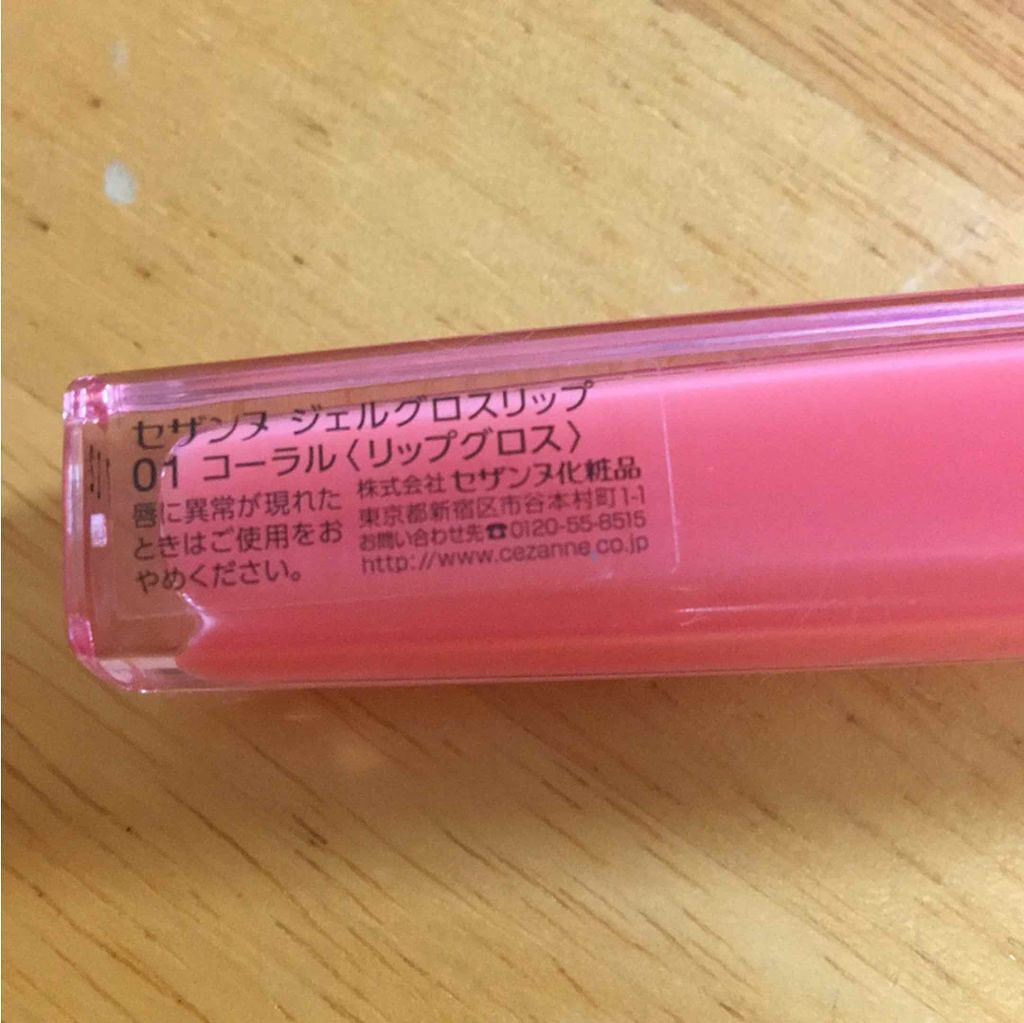 セザンヌ ジェルグロスリップ
01 コーラル〈リップグロス〉
唇に異常が現れた
ときはご使用をお
やめください。
株式会社 セザンヌ化粧品
東京都新宿区市谷本村町1-1
お問い合わせ先☎0120-55-8515
http://www.cezanne.co.jp